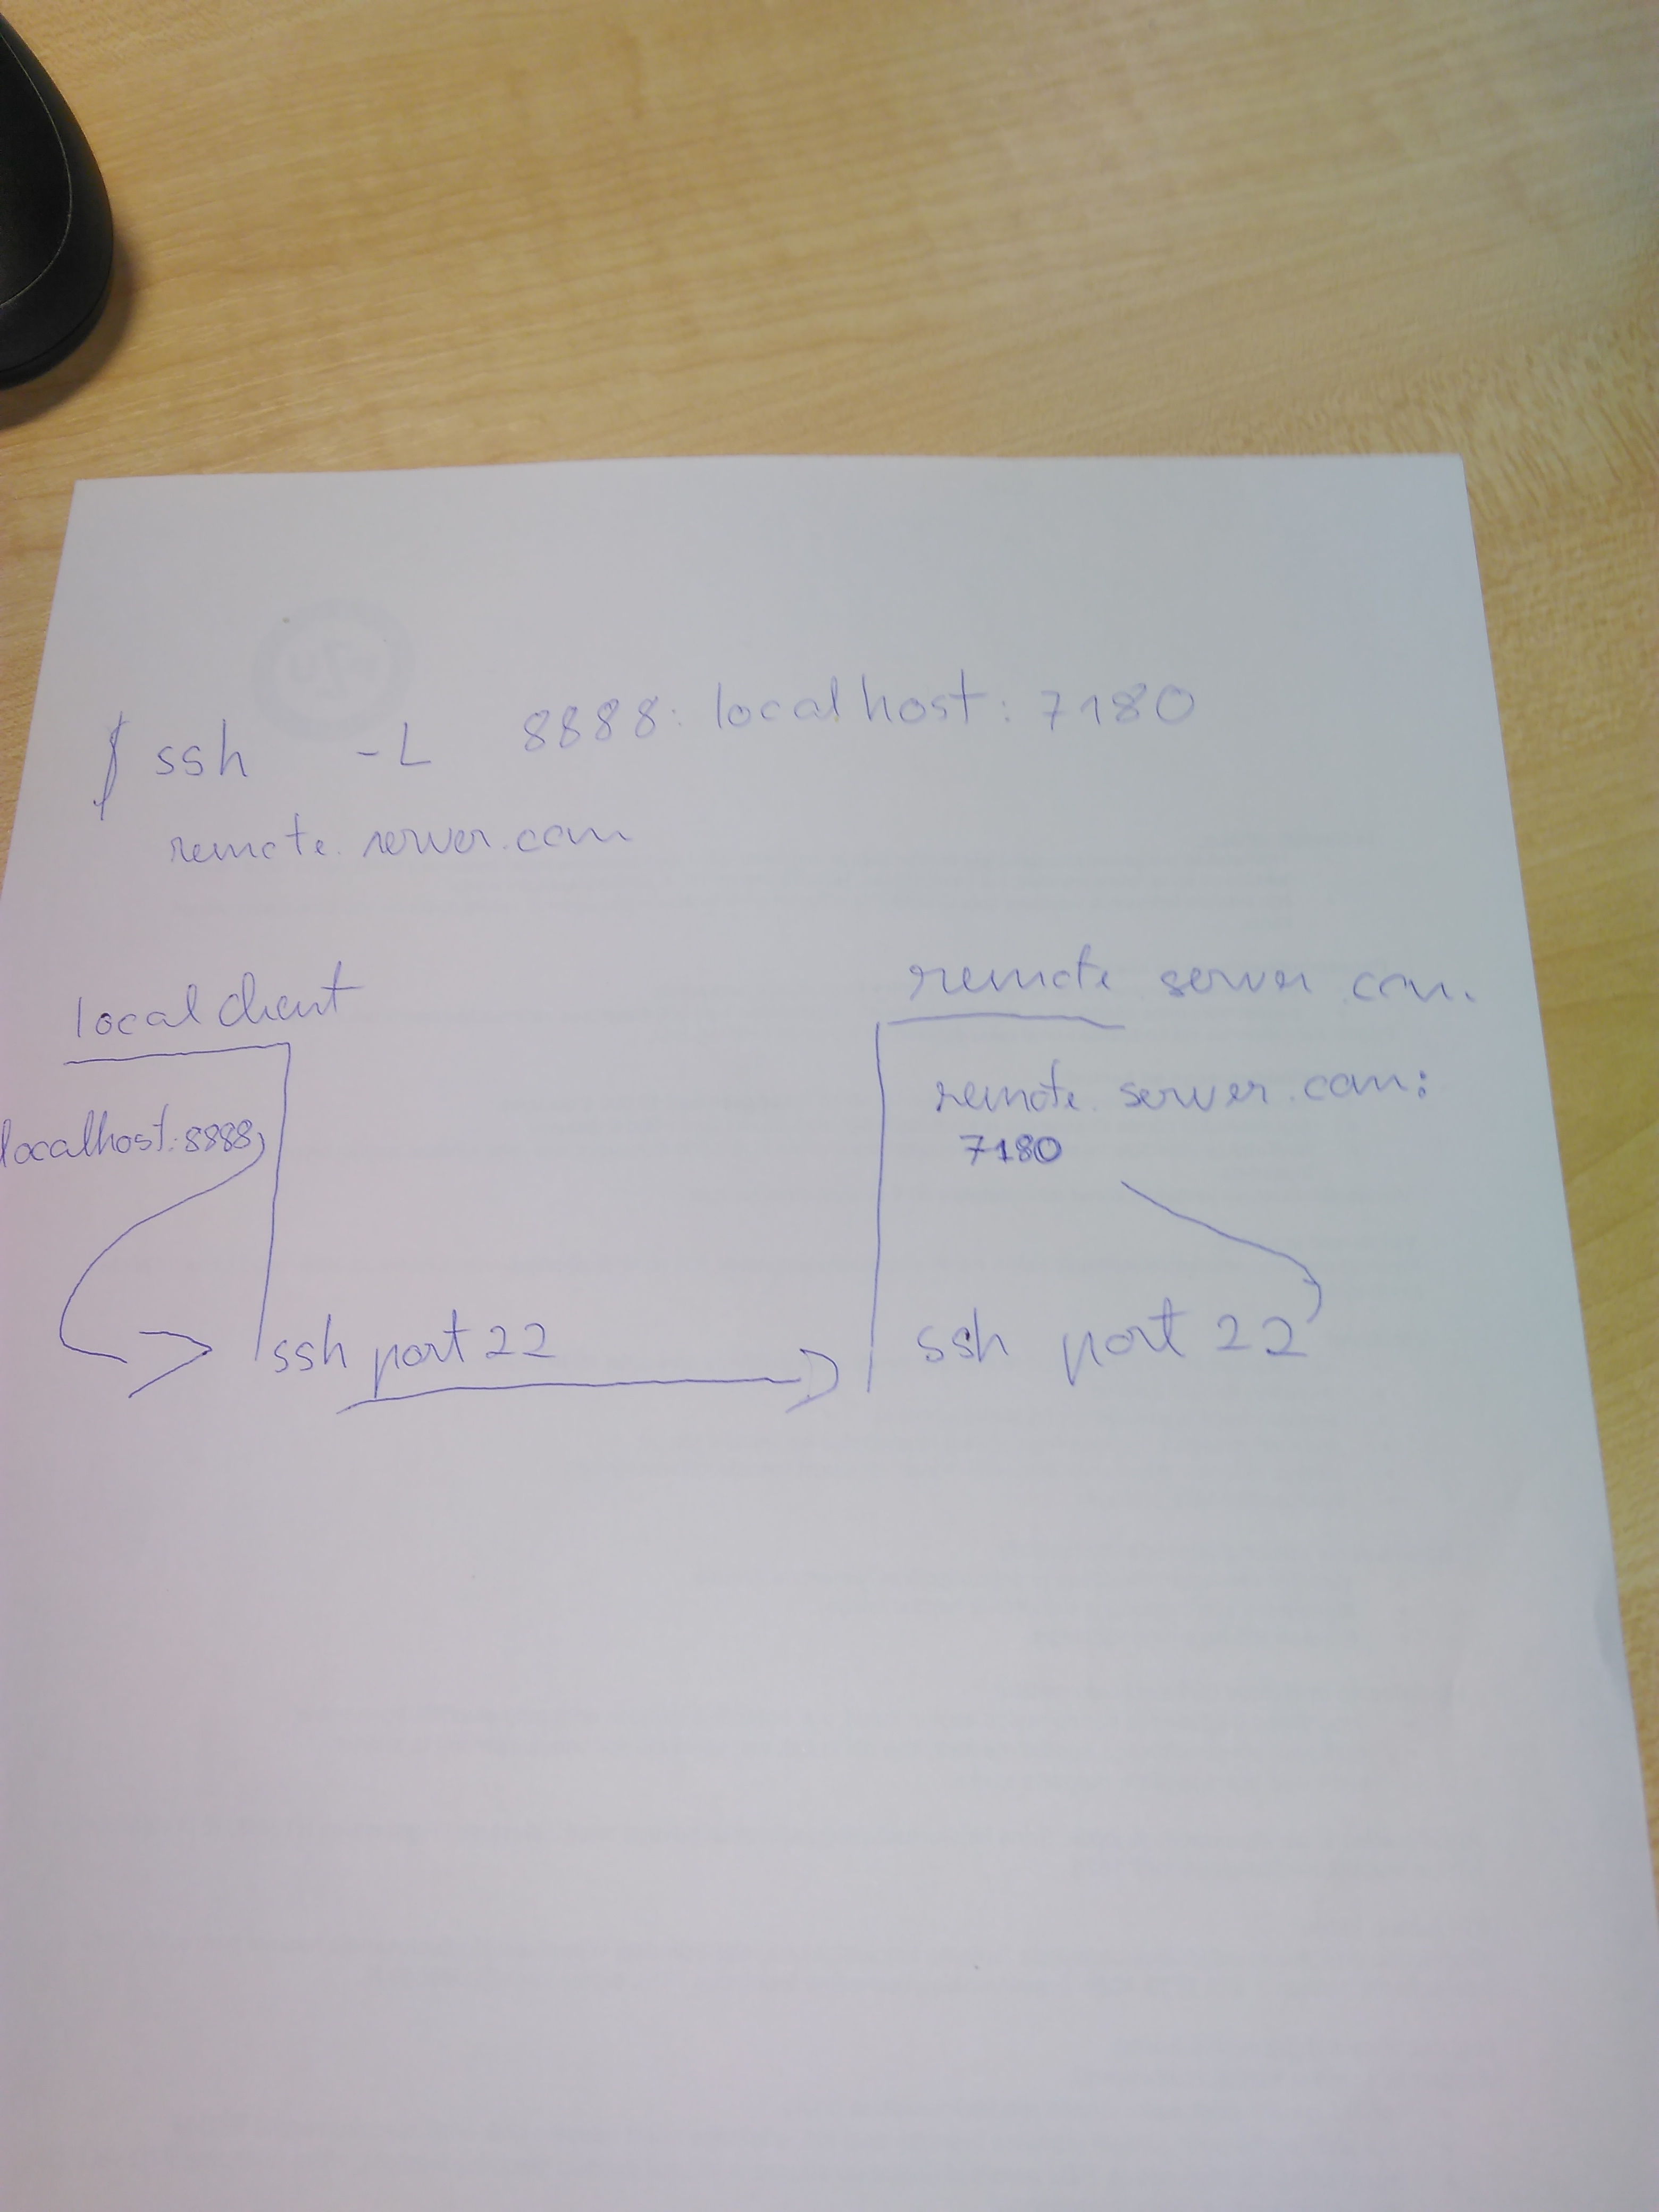 $ ssh -L 8888:localhost:7180
remote.server.com
local client
localhost:8888
ssh port 22
remote server com.
remote.server.com:
7180
ssh port 22